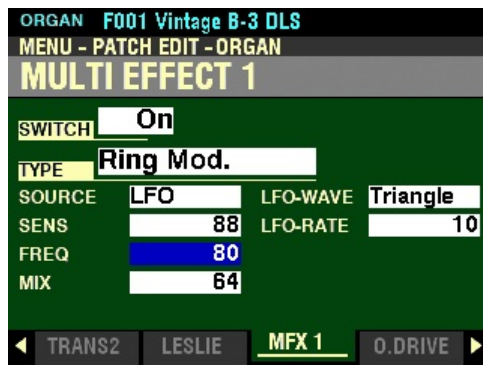 ORGAN F001 Vintage B-3 DLS
MENU - PATCH EDIT - ORGAN
MULTI EFFECT 1
SWITCH On
TYPE Ring Mod.
SOURCE LFO LFO-WAVE Triangle
SENS 88 LFO-RATE 10
FREQ 80
MIX 64
TRANS2 LESLIE MFX 1 O.DRIVE